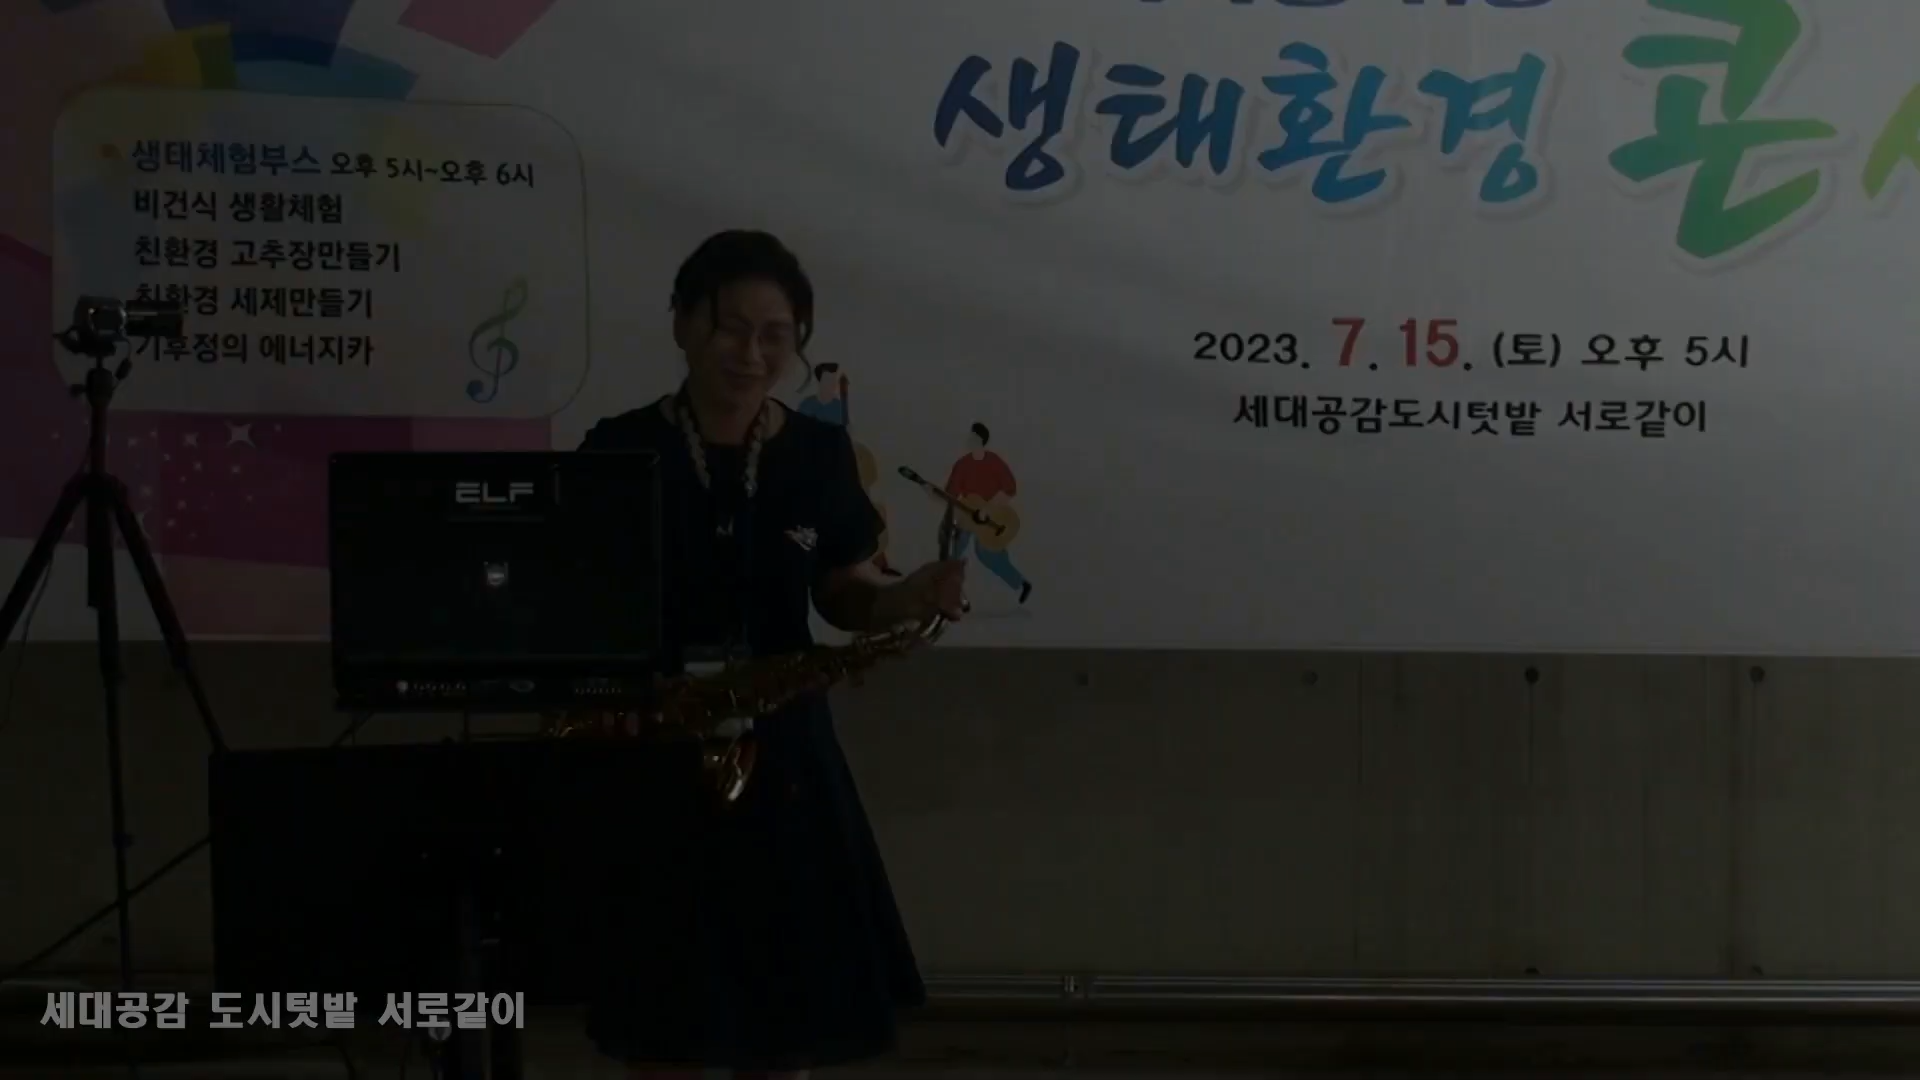 생태환경 콘
생태체험부스 오후 5시~오후 6시
비건식 생활체험
친환경 고추장만들기
친환경 세제만들기
기후정의 에너지카
2023. 7. 15. (토) 오후 5시
세대공감도시텃밭 서로같이
ELF
세대공감 도시텃밭 서로같이